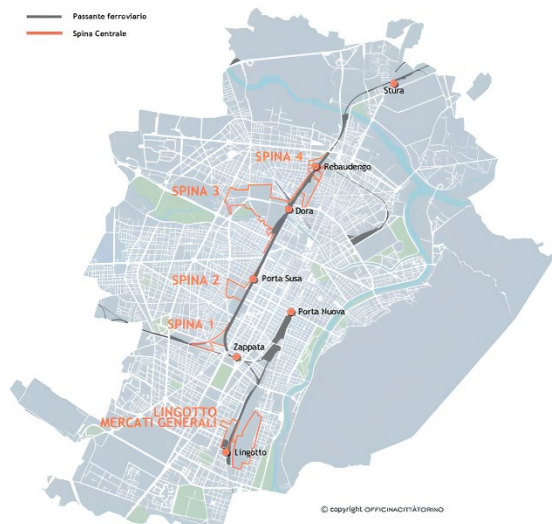 Passante ferroviario
Spina Centrale
Stura
SPINA 4
Rebaudengo
SPINA 3
Dora
SPINA 2
Porta Susa
Porta Nuova
SPINA 1
Zappata
LINGOTTO
MERCATI GENERALI
Lingotto
© copyright OFFICINACITTÀTORINO